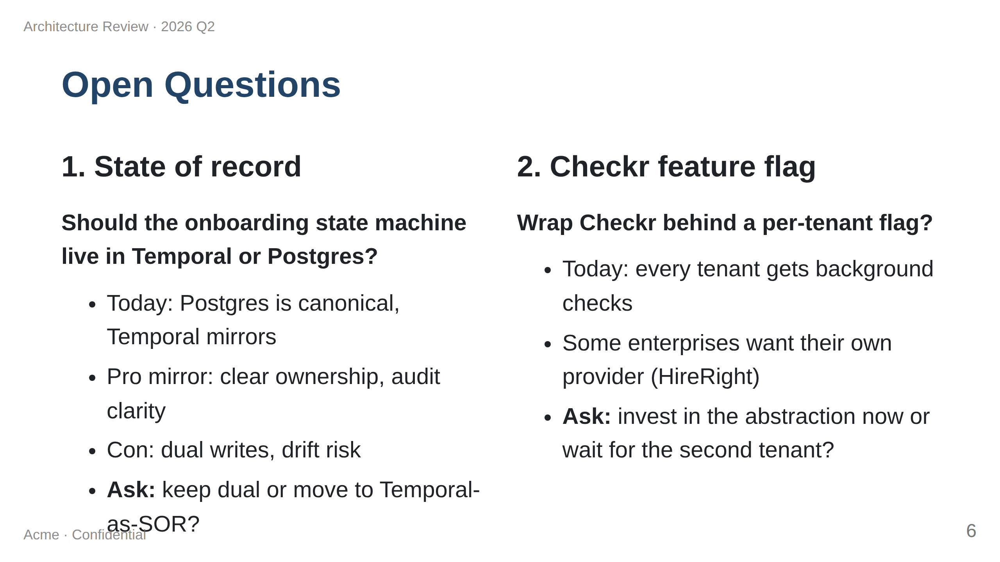 Architecture Review · 2026 Q2
Open Questions
1. State of record
Should the onboarding state machine
live in Temporal or Postgres?
• Today: Postgres is canonical,
Temporal mirrors
• Pro mirror: clear ownership, audit
clarity
• Con: dual writes, drift risk
• Ask: keep dual or move to Temporal-
as-SOR?
2. Checkr feature flag
Wrap Checkr behind a per-tenant flag?
• Today: every tenant gets background
checks
• Some enterprises want their own
provider (HireRight)
• Ask: invest in the abstraction now or
wait for the second tenant?
Acme · Confidential
6